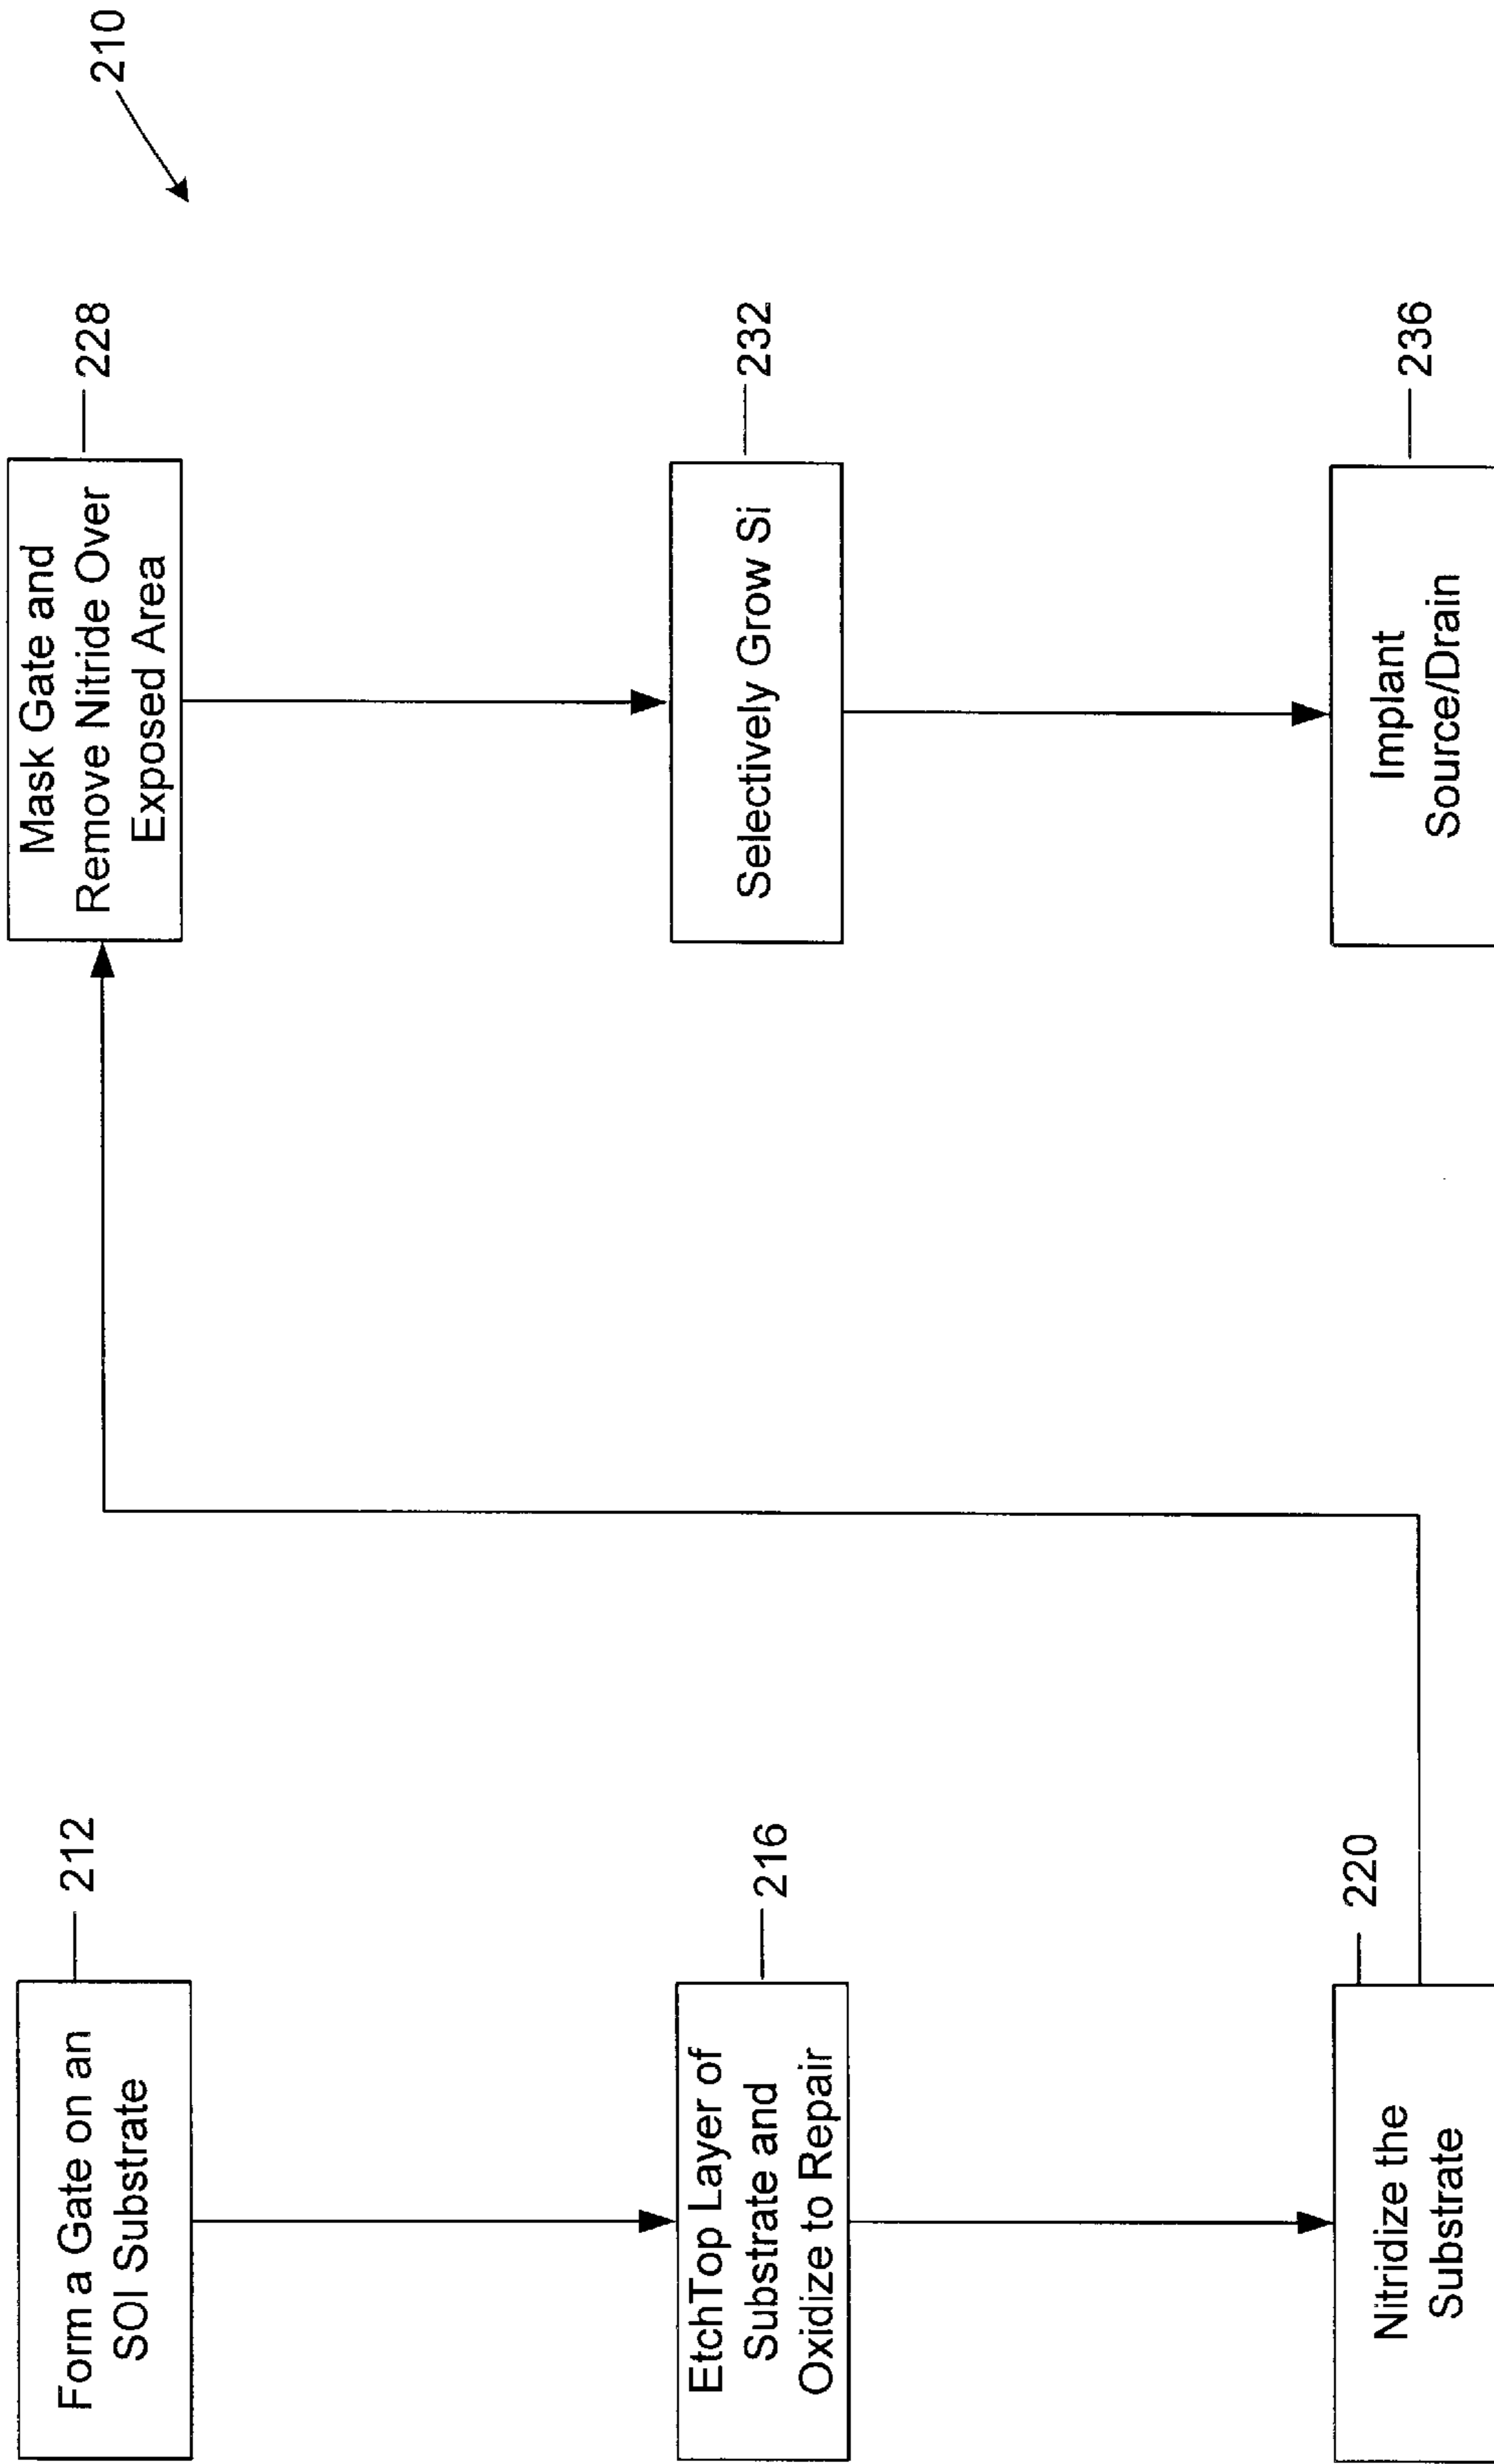 210
Form a Gate on an
SOI Substrate
212
EtchTop Layer of
Substrate and
Oxidize to Repair
216
Nitridize the
Substrate
220
Mask Gate and
Remove Nitride Over
Exposed Area
228
Selectively Grow Si
232
Implant
Source/Drain
236